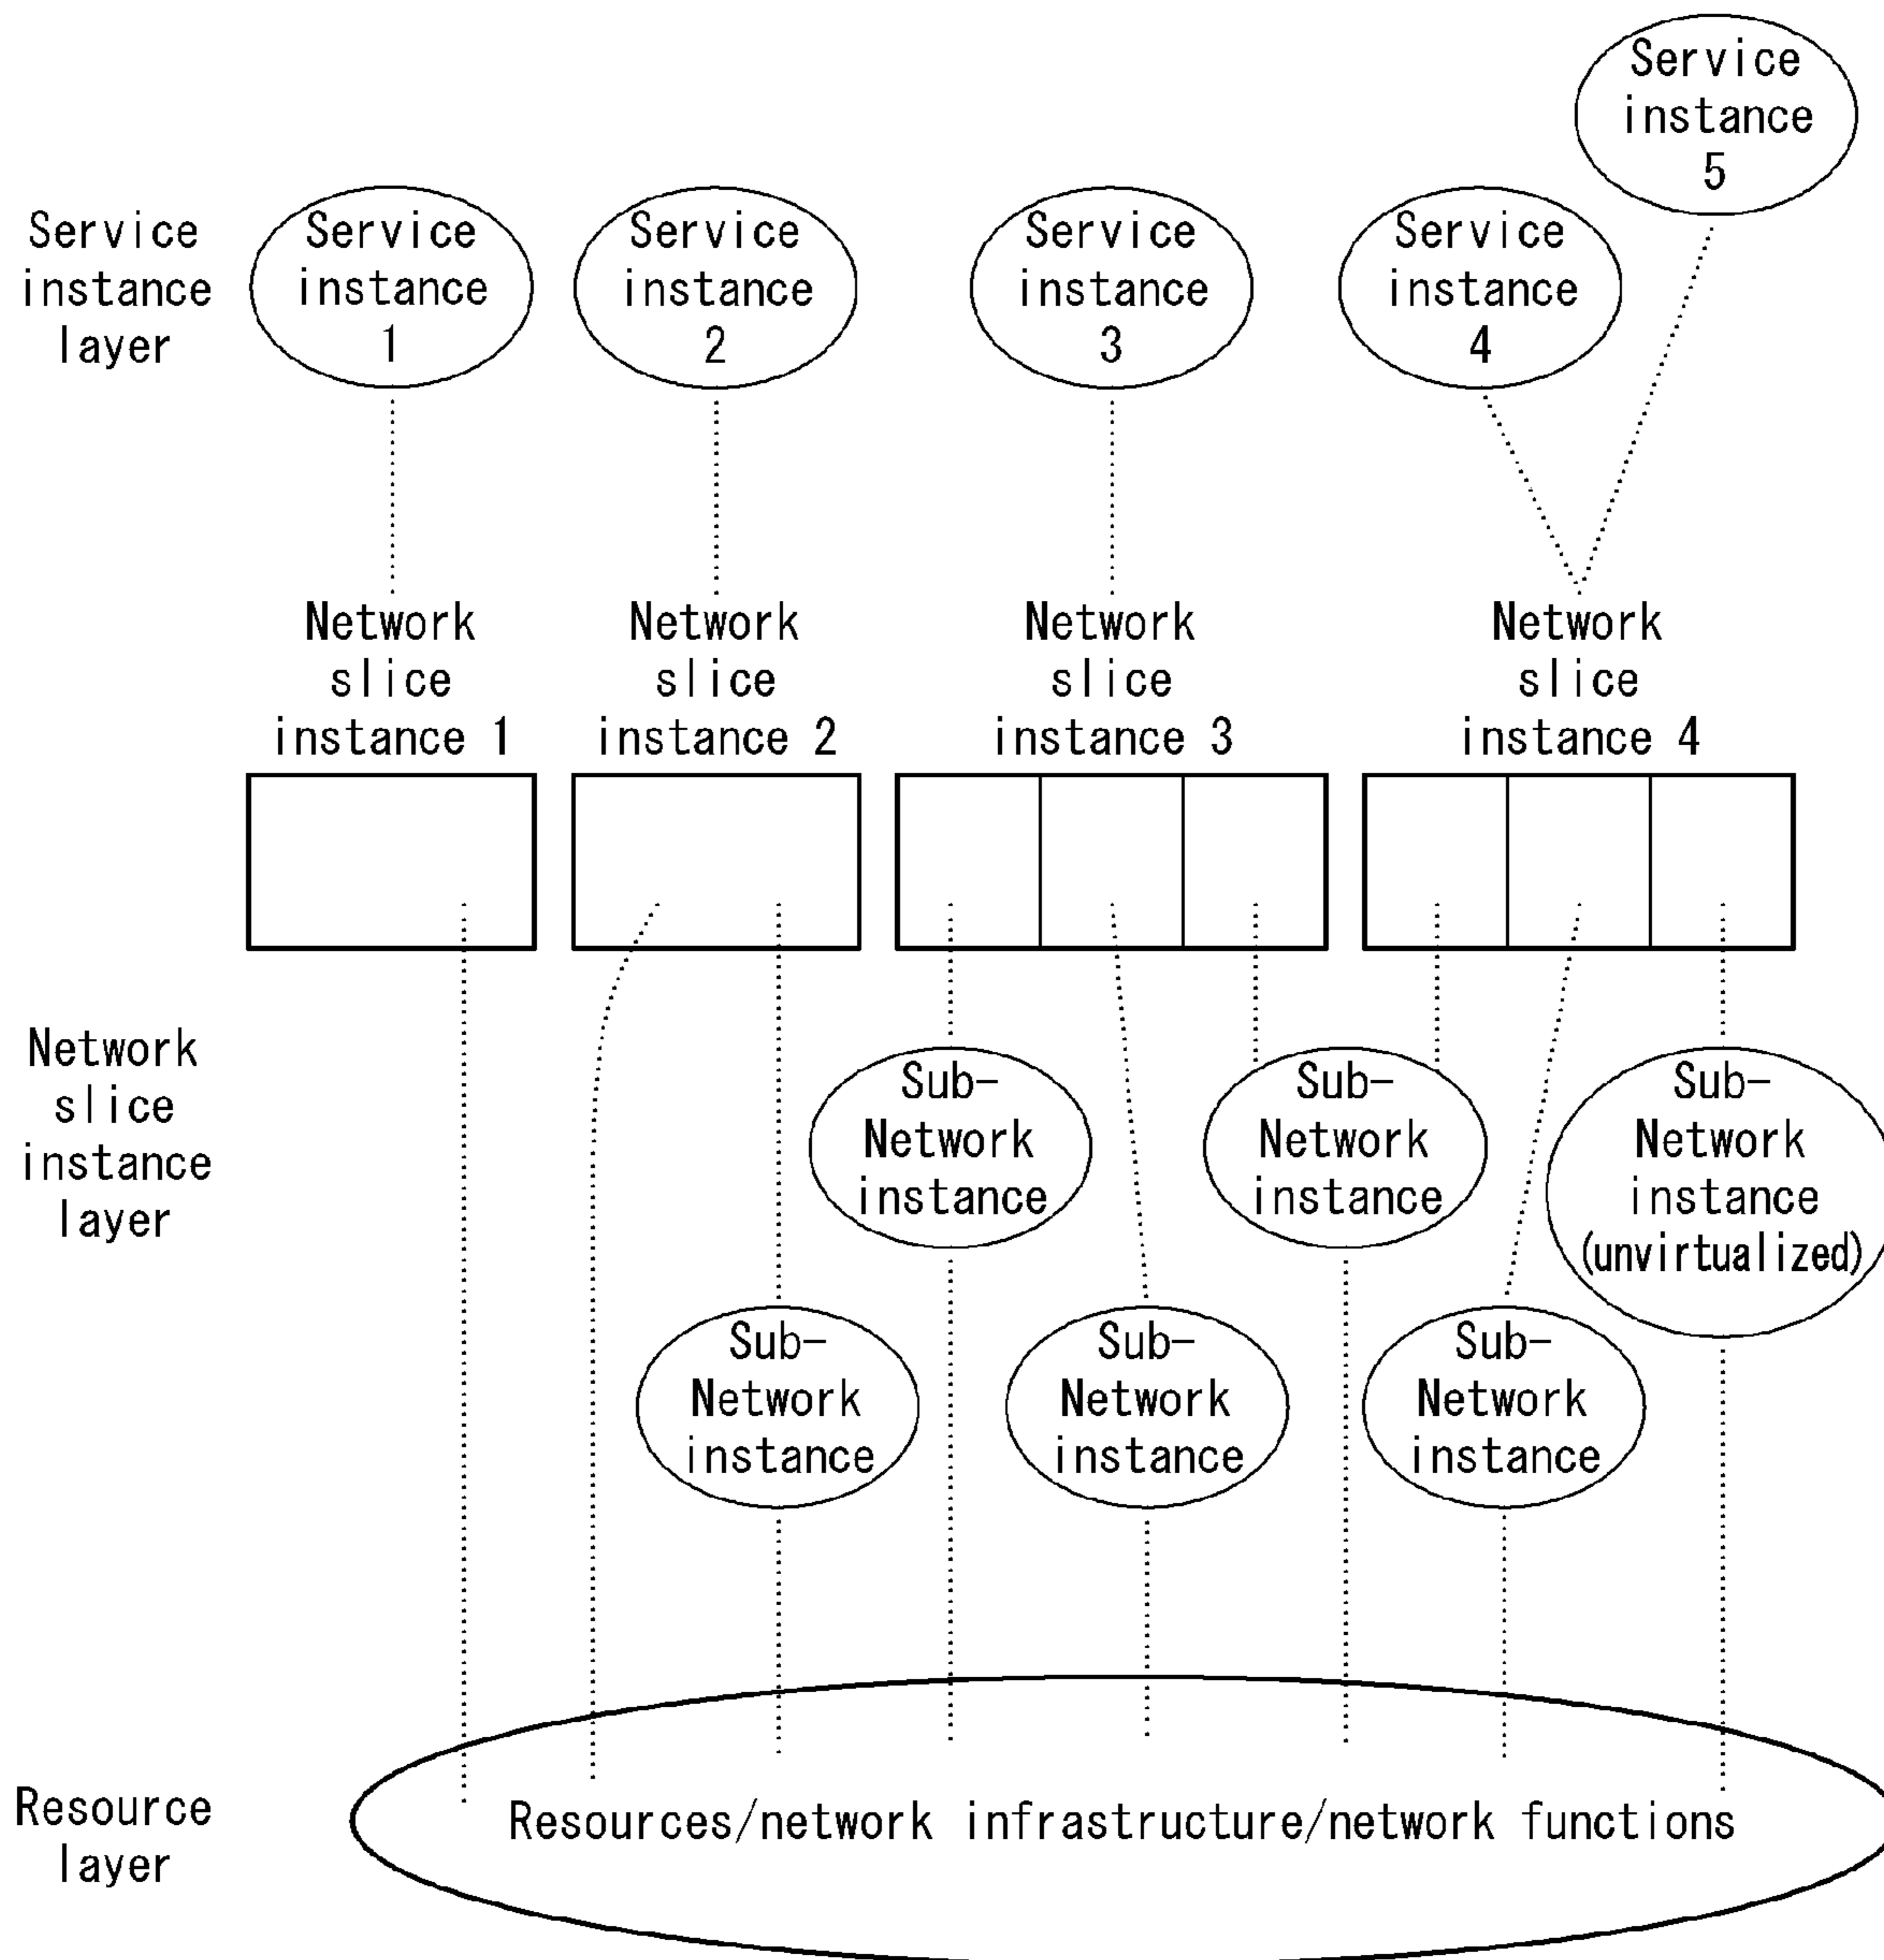 Service
instance
5
Service
instance
layer
Service
instance
1
Service
instance
2
Service
instance
3
Service
instance
4
Network
slice
instance 1
Network
slice
instance 2
Network
slice
instance 3
Network
slice
instance 4
Network
slice
instance
layer
Sub-
Network
instance
Sub-
Network
instance
Sub-
Network
instance
(unvirtualized)
Sub-
Network
instance
Sub-
Network
instance
Sub-
Network
instance
Resource
layer
Resources/network infrastructure/network functions